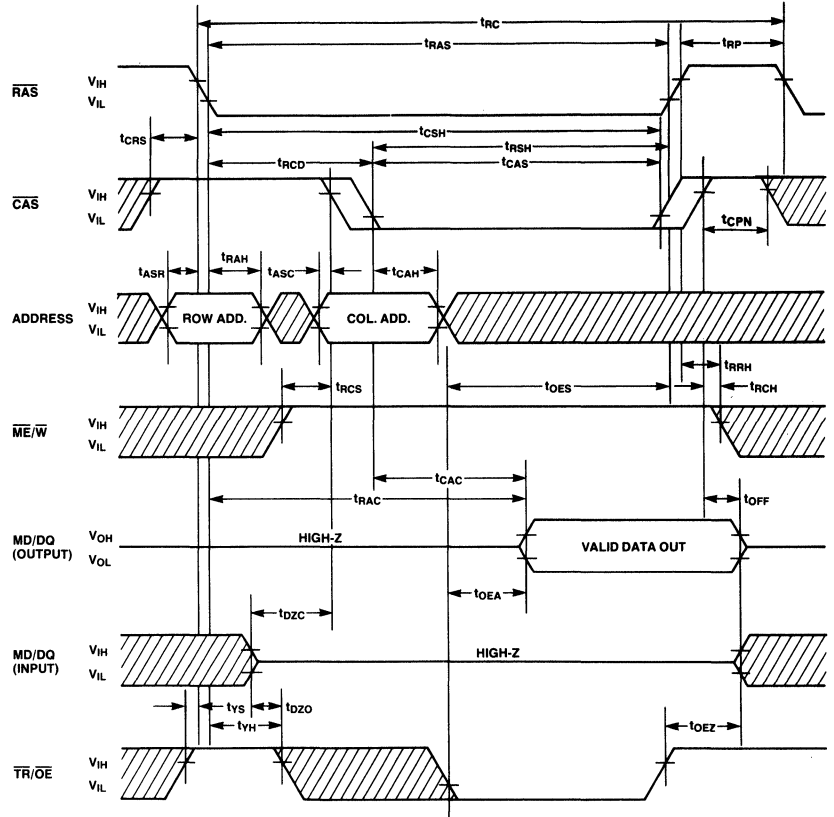 tRC
tRAS
tRP
RAS
VIH
VIL
tCRS
tCSH
tRSH
tRCD
tCAS
CAS
VIH
VIL
tCPN
tASR
tRAH
tASC
tCAH
ADDRESS
VIH
VIL
ROW ADD.
COL. ADD.
tRRH
tRCS
tOES
tRCH
ME/W
VIH
VIL
tCAC
tRAC
tOFF
MD/DQ
(OUTPUT)
VOH
VOL
HIGH-Z
VALID DATA OUT
tOEA
tDZC
MD/DQ
(INPUT)
VIH
VIL
HIGH-Z
tYS
tDZO
tYH
tOEZ
TR/OE
VIH
VIL